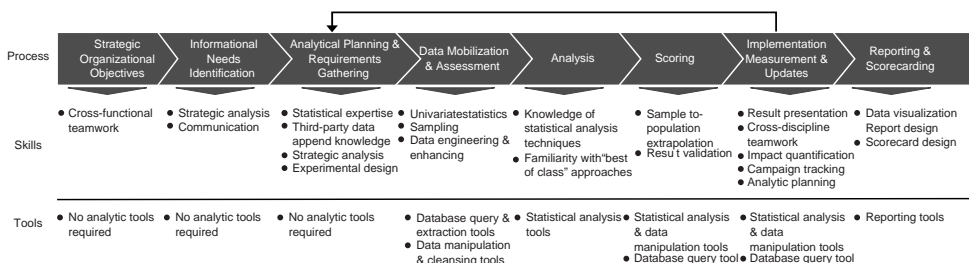 Process
Strategic
Organizational
Objectives
Informational
Needs
Identification
Analytical Planning &
Requirements
Gathering
Data Mobilization
& Assessment
Analysis
Scoring
Implementation
Measurement &
Updates
Reporting &
Scorecarding
Skills
● Cross-functional
teamwork
● Strategic analysis
● Communication
● Statistical expertise
● Third-party data
append knowledge
● Strategic analysis
● Experimental design
● Univariatestatistics
● Sampling
● Data engineering &
enhancing
● Knowledge of
statistical analysis
techniques
● Familiarity with"best
of class” approaches
● Sample to-
population
extrapolation
● Resu t validation
● Result presentation
● Cross-discipline
teamwork
● Impact quantification
● Campaign tracking
● Analytic planning
● Data visualization
Report design
● Scorecard design
Tools
● No analytic tools
required
● No analytic tools
required
● No analytic tools
required
● Database query &
extraction tools
● Data manipulation
& cleansing tools
● Statistical analysis
tools
● Statistical analysis
& data
manipulation tools
● Database query tool
● Statistical analysis
& data
manipulation tools
● Database query tool
● Reporting tools